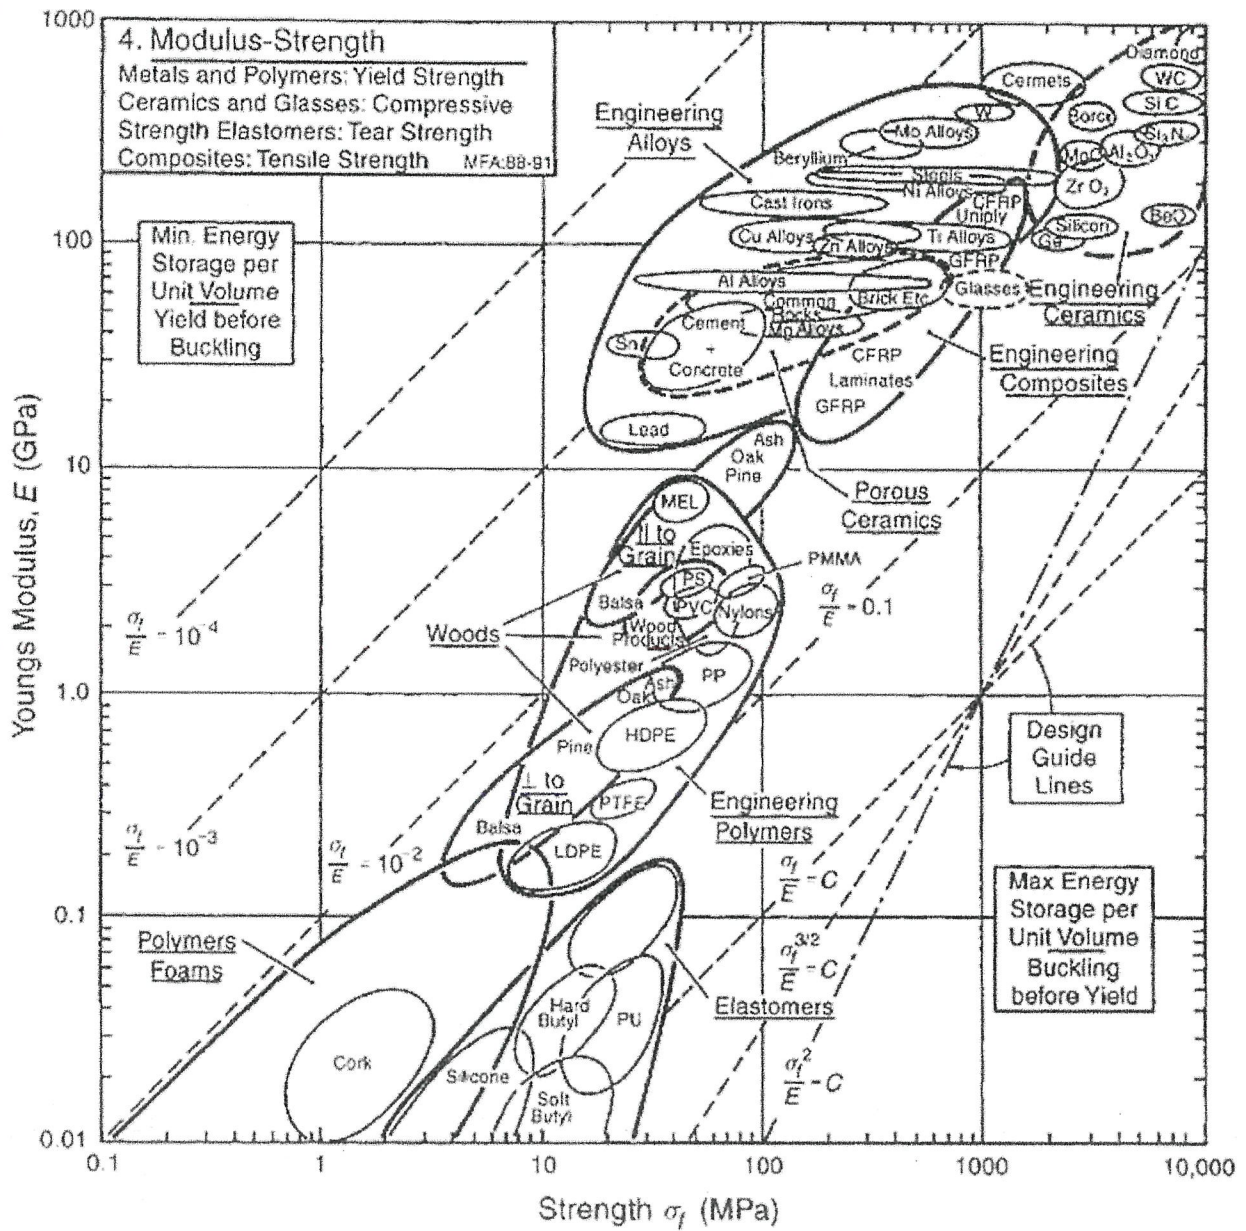 1000
4. Modulus-Strength
Metals and Polymers: Yield Strength
Ceramics and Glasses: Compressive
Strength Elastomers: Tear Strength
Composites: Tensile Strength MFA:88-91
Min. Energy
Storage per
Unit Volume
Yield before
Buckling
Engineering
Alloys
Diamond
Cermets
WC
W
SiC
Mo Alloys
Beryllium
Al₂O₃
Steels
Ni Alloys
ZrO₃
Cast Irons
CFRP
Uniply
BeO
Silicon
Cu Alloys
Zn Alloys
Ti Alloys
Ge
GFRP
100
Al Alloys
Glasses
Engineering
Ceramics
Common
Rocks
Brick Etc
Mg Alloys
Cement
+
Concrete
Sn
CFRP
Laminates
GFRP
Engineering
Composites
Lead
Ash
Oak
Pine
10
Porous
Ceramics
MEL
|| to
Grain
Epoxies
PMMA
PS
Balsa
PVC
Nylons
σf/E = 0.1
σf/E = 10⁻⁴
Woods
Wood
Products
Polyester
PP
Ash
Oak
1.0
HDPE
Pine
Design
Guide
Lines
⊥ to
Grain
PTFE
Engineering
Polymers
Balsa
LDPE
σf/E = 10⁻³
σf/E = 10⁻²
σf/E = C
Max Energy
Storage per
Unit Volume
Buckling
before Yield
0.1
Polymers
Foams
σf^3/2/E = C
Elastomers
Hard
Butyl
PU
Cork
Silicone
Soft
Butyl
σf²/E = C
0.01
0.1 1 10 100 1000 10,000
Youngs Modulus, E (GPa)
Strength σf (MPa)